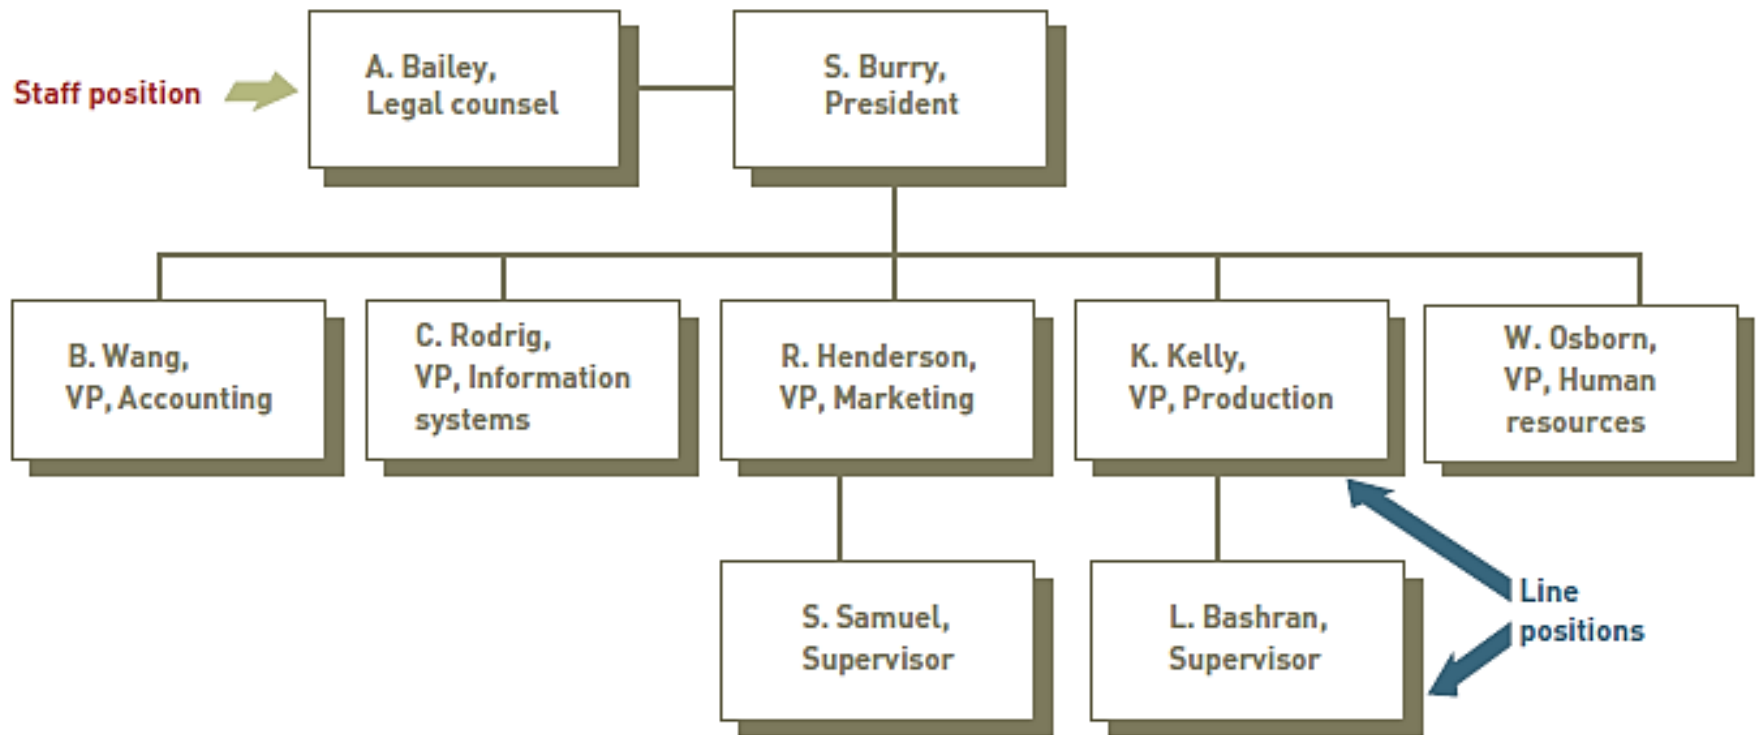 Staff position
A. Bailey,
Legal counsel
S. Burry,
President
B. Wang,
VP, Accounting
C. Rodrig,
VP, Information
systems
R. Henderson,
VP, Marketing
K. Kelly,
VP, Production
W. Osborn,
VP, Human
resources
S. Samuel,
Supervisor
L. Bashran,
Supervisor
Line
positions